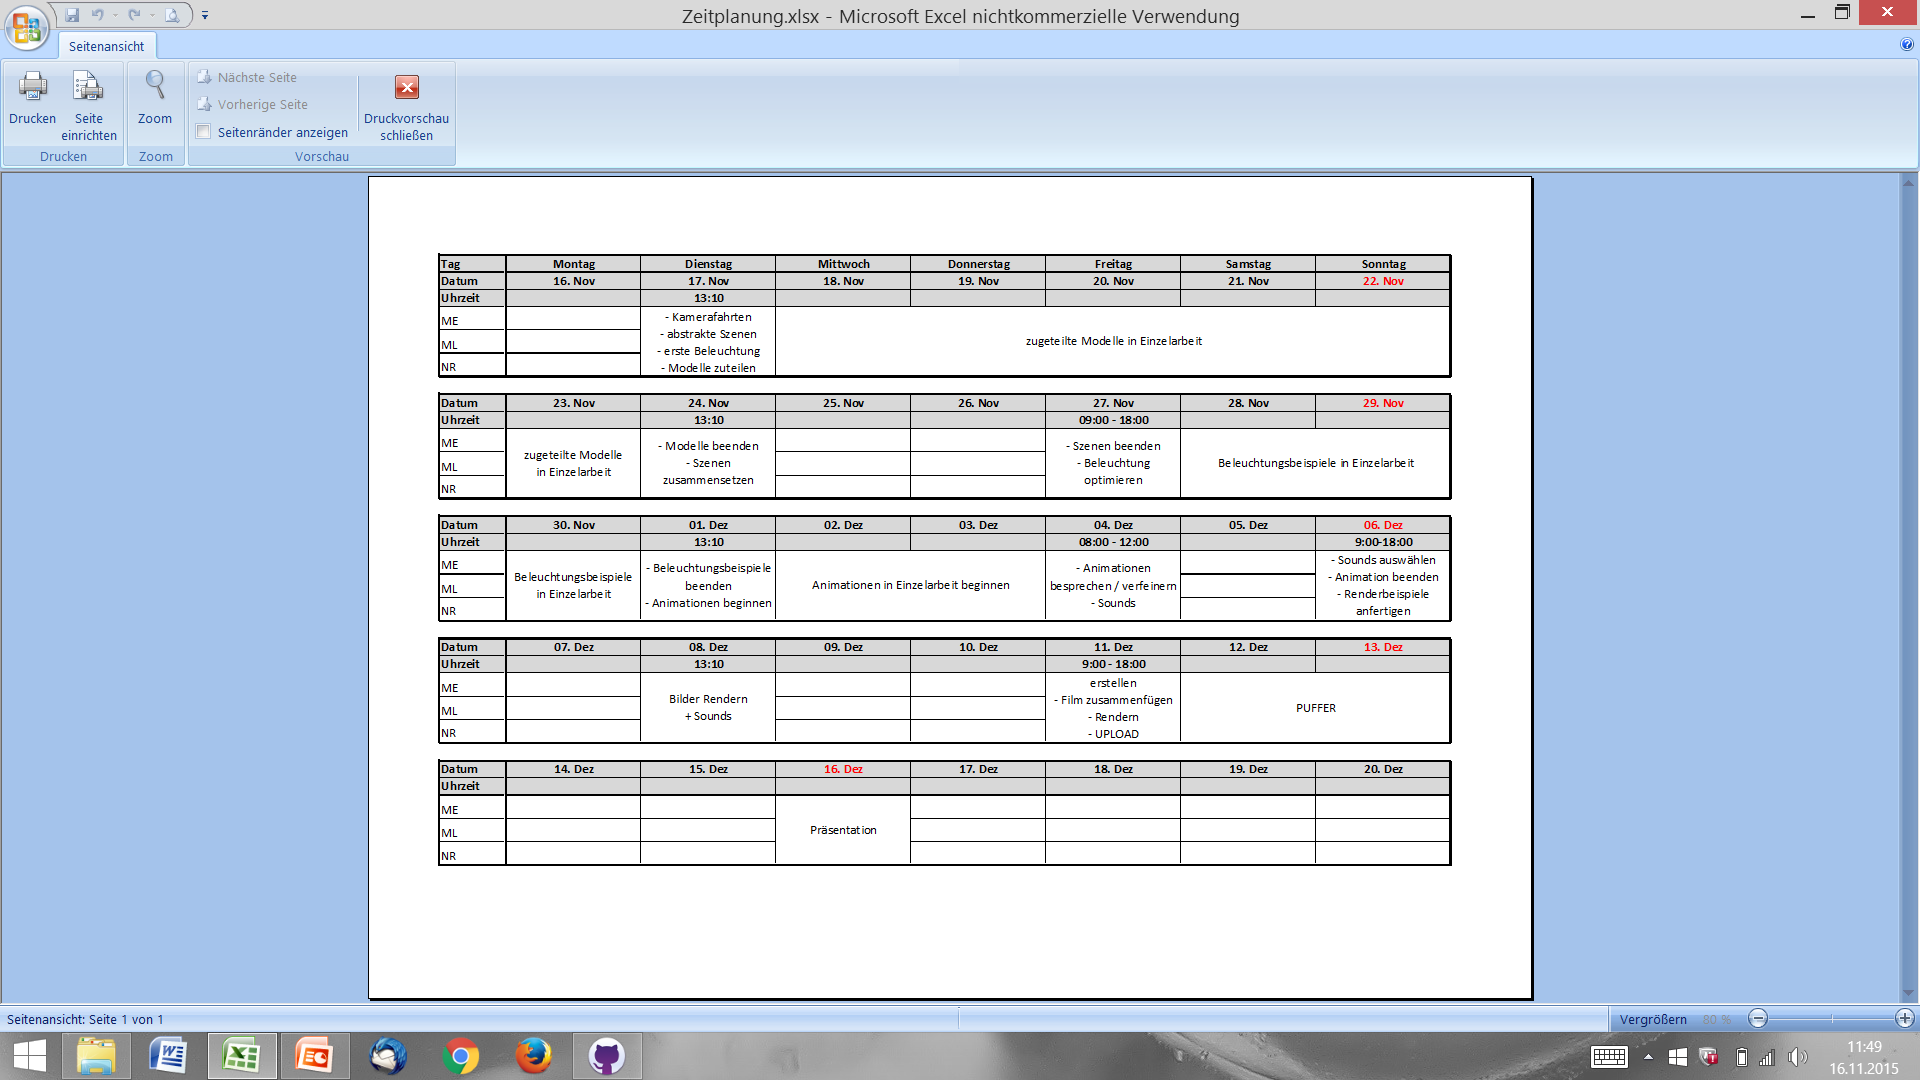 Zeitplanung.xlsx - Microsoft Excel nichtkommerzielle Verwendung
Seitenansicht
Drucken
Seite einrichten
Zoom
Nächste Seite
Vorherige Seite
Seitenränder anzeigen
Druckvorschau schließen
Drucken Zoom Vorschau
Tag Montag Dienstag Mittwoch Donnerstag Freitag Samstag Sonntag
Datum 16. Nov 17. Nov 18. Nov 19. Nov 20. Nov 21. Nov 22. Nov
Uhrzeit 13:10
ME
ML
NR
- Kamerafahrten
- abstrakte Szenen
- erste Beleuchtung
- Modelle zuteilen
zugeteilte Modelle in Einzelarbeit
Datum 23. Nov 24. Nov 25. Nov 26. Nov 27. Nov 28. Nov 29. Nov
Uhrzeit 13:10 09:00 - 18:00
ME
ML
NR
zugeteilte Modelle
in Einzelarbeit
- Modelle beenden
- Szenen
zusammensetzen
- Szenen beenden
- Beleuchtung
optimieren
Beleuchtungsbeispiele in Einzelarbeit
Datum 30. Nov 01. Dez 02. Dez 03. Dez 04. Dez 05. Dez 06. Dez
Uhrzeit 13:10 08:00 - 12:00 9:00-18:00
ME
ML
NR
Beleuchtungsbeispiele
in Einzelarbeit
- Beleuchtungsbeispiele
beenden
- Animationen beginnen
Animationen in Einzelarbeit beginnen
- Animationen
besprechen / verfeinern
- Sounds
- Sounds auswählen
- Animation beenden
- Renderbeispiele
anfertigen
Datum 07. Dez 08. Dez 09. Dez 10. Dez 11. Dez 12. Dez 13. Dez
Uhrzeit 13:10 9:00 - 18:00
ME
ML
NR
Bilder Rendern
+ Sounds
erstellen
- Film zusammenfügen
- Rendern
- UPLOAD
PUFFER
Datum 14. Dez 15. Dez 16. Dez 17. Dez 18. Dez 19. Dez 20. Dez
Uhrzeit
ME
ML
NR
Präsentation
Seitenansicht: Seite 1 von 1
Vergrößern 80 %
11:49
16.11.2015